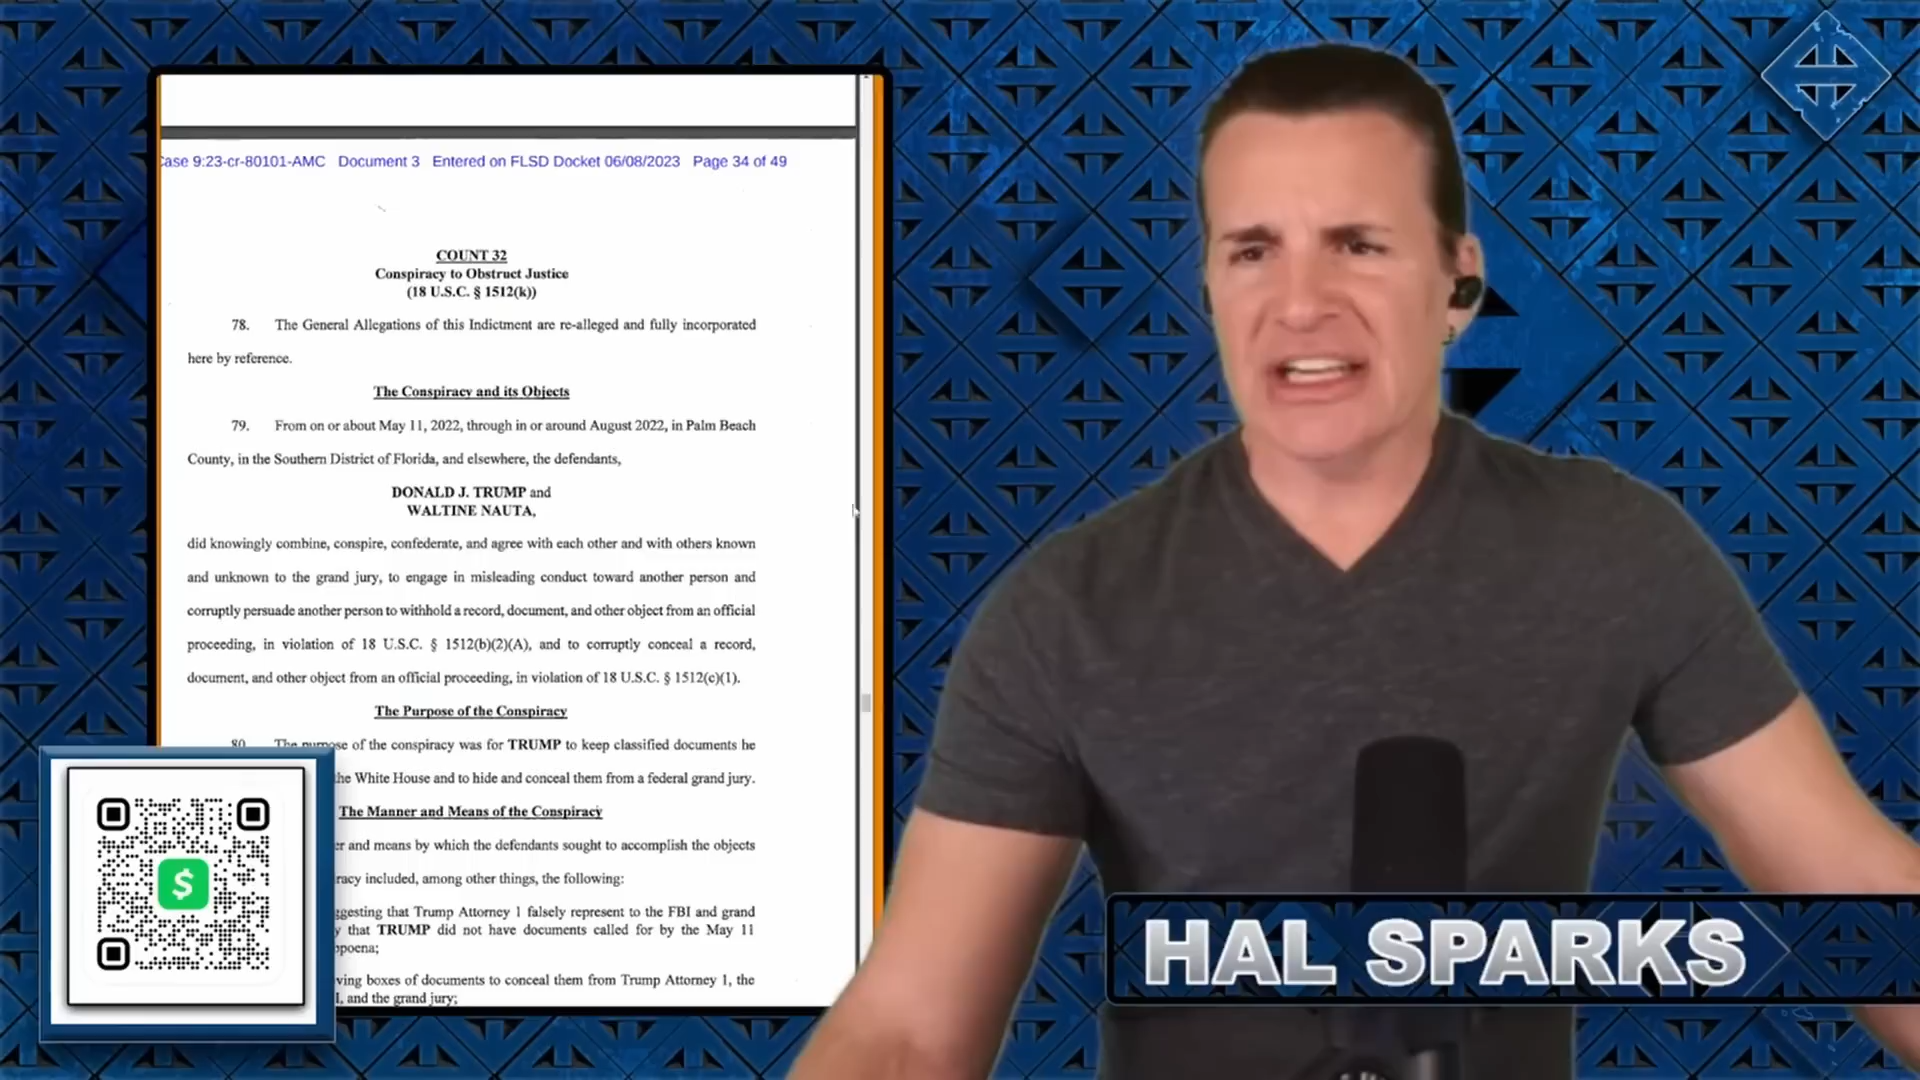 Case 9:23-cr-80101-AMC Document 3 Entered on FLSD Docket 06/08/2023 Page 34 of 49
COUNT 32
Conspiracy to Obstruct Justice
(18 U.S.C. § 1512(k))
78. The General Allegations of this Indictment are re-alleged and fully incorporated
here by reference.
The Conspiracy and its Objects
79. From on or about May 11, 2022, through in or around August 2022, in Palm Beach
County, in the Southern District of Florida, and elsewhere, the defendants,
DONALD J. TRUMP and
WALTINE NAUTA,
did knowingly combine, conspire, confederate, and agree with each other and with others known
and unknown to the grand jury, to engage in misleading conduct toward another person and
corruptly persuade another person to withhold a record, document, and other object from an official
proceeding, in violation of 18 U.S.C. § 1512(b)(2)(A), and to corruptly conceal a record,
document, and other object from an official proceeding, in violation of 18 U.S.C. § 1512(c)(1).
The Purpose of the Conspiracy
80. The purpose of the conspiracy was for TRUMP to keep classified documents he
the White House and to hide and conceal them from a federal grand jury.
The Manner and Means of the Conspiracy
and means by which the defendants sought to accomplish the objects
included, among other things, the following:
that Trump Attorney 1 falsely represent to the FBI and grand
that TRUMP did not have documents called for by the May 11
boxes of documents to conceal them from Trump Attorney 1, the
and the grand jury;
$
HAL SPARKS